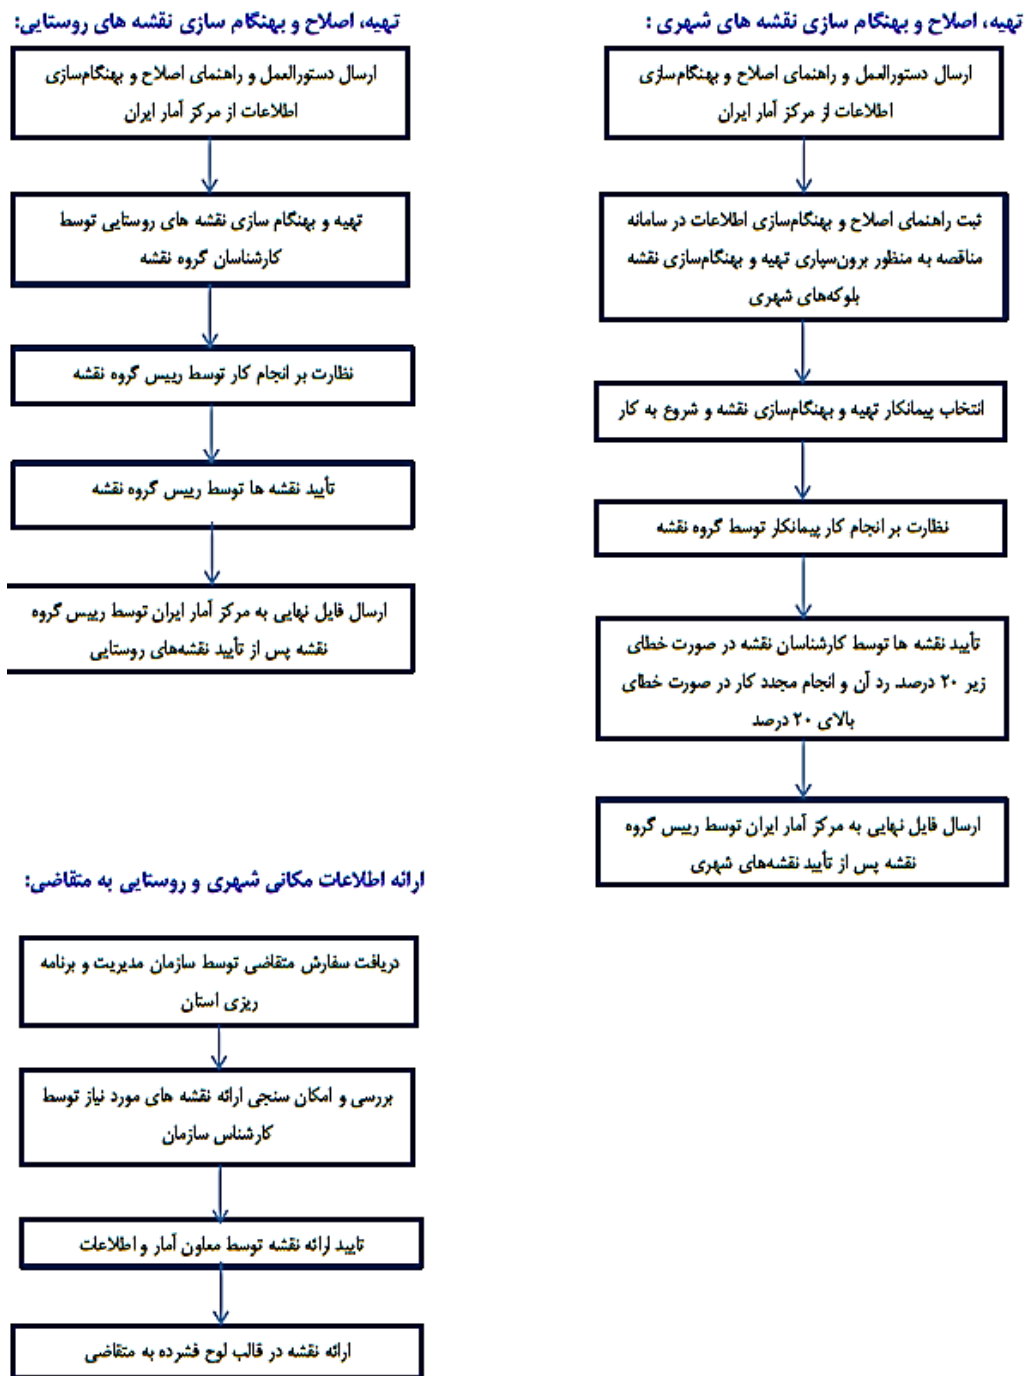 تهیه، اصلاح و بهنگام سازی نقشه های شهری :
ارسال دستورالعمل و راهنمای اصلاح و بهنگام‌سازی
اطلاعات از مرکز آمار ایران
ثبت راهنمای اصلاح و بهنگام‌سازی اطلاعات در سامانه
مناقصه به منظور برون‌سپاری تهیه و بهنگام‌سازی نقشه
بلوک‌های شهری
انتخاب پیمانکار تهیه و بهنگام‌سازی نقشه و شروع به کار
نظارت بر انجام کار پیمانکار توسط گروه نقشه
تأیید نقشه ها توسط کارشناسان نقشه در صورت خطای
زیر ۲۰ درصد. رد آن و انجام مجدد کار در صورت خطای
بالای ۲۰ درصد
ارسال فایل نهایی به مرکز آمار ایران توسط رییس گروه
نقشه پس از تأیید نقشه‌های شهری
تهیه، اصلاح و بهنگام سازی نقشه های روستایی:
ارسال دستورالعمل و راهنمای اصلاح و بهنگام‌سازی
اطلاعات از مرکز آمار ایران
تهیه و بهنگام سازی نقشه های روستایی توسط
کارشناسان گروه نقشه
نظارت بر انجام کار توسط رییس گروه نقشه
تأیید نقشه ها توسط رییس گروه نقشه
ارسال فایل نهایی به مرکز آمار ایران توسط رییس گروه
نقشه پس از تأیید نقشه‌های روستایی
ارائه اطلاعات مکانی شهری و روستایی به متقاضی:
دریافت سفارش متقاضی توسط سازمان مدیریت و برنامه
ریزی استان
بررسی و امکان سنجی ارائه نقشه های مورد نیاز توسط
کارشناس سازمان
تایید ارائه نقشه توسط معاون آمار و اطلاعات
ارائه نقشه در قالب لوح فشرده به متقاضی